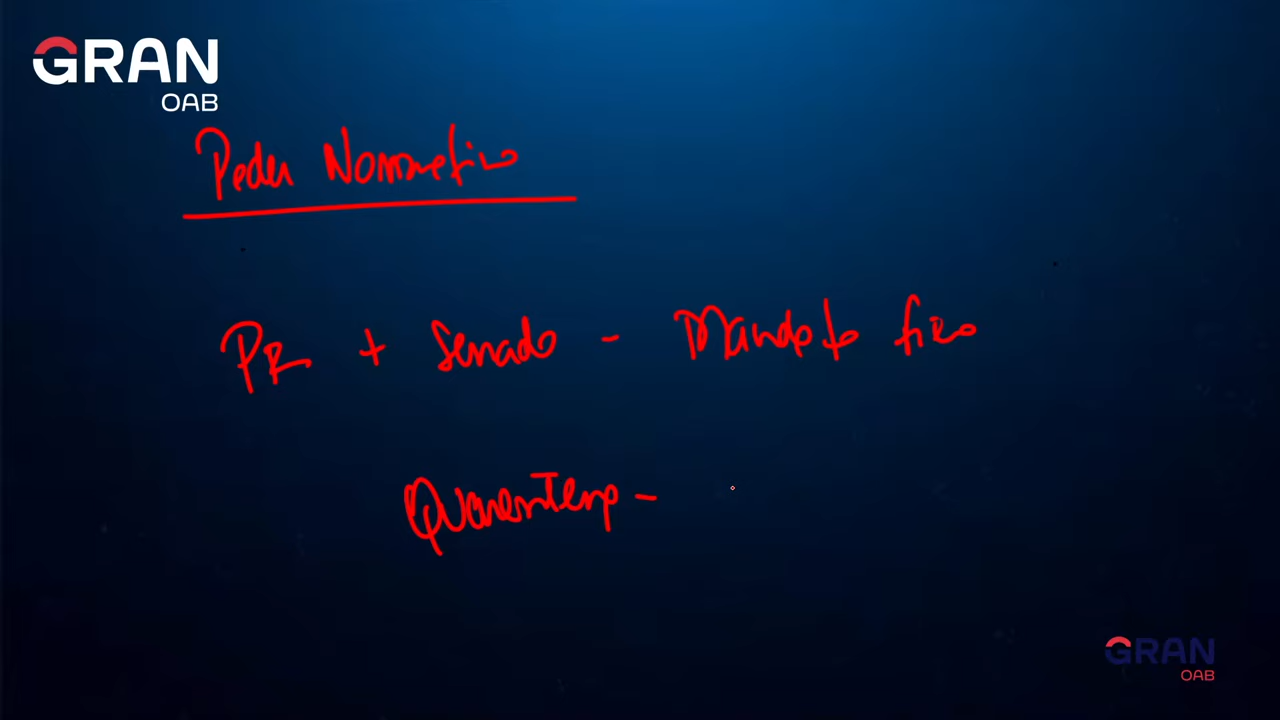 GRAN
OAB
Poder Normativo
PR + Senado - Mandato fixo
Quarentena -
GRAN
OAB